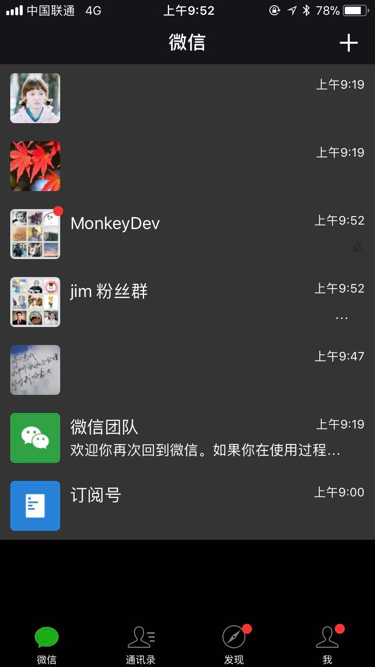 中国联通 4G 上午9:52 78%
微信
上午9:19
上午9:19
MonkeyDev 上午9:52
jim 粉丝群 上午9:52
...
上午9:47
微信团队 上午9:19
欢迎你再次回到微信。如果你在使用过程...
订阅号 上午9:00
微信 通讯录 发现 我